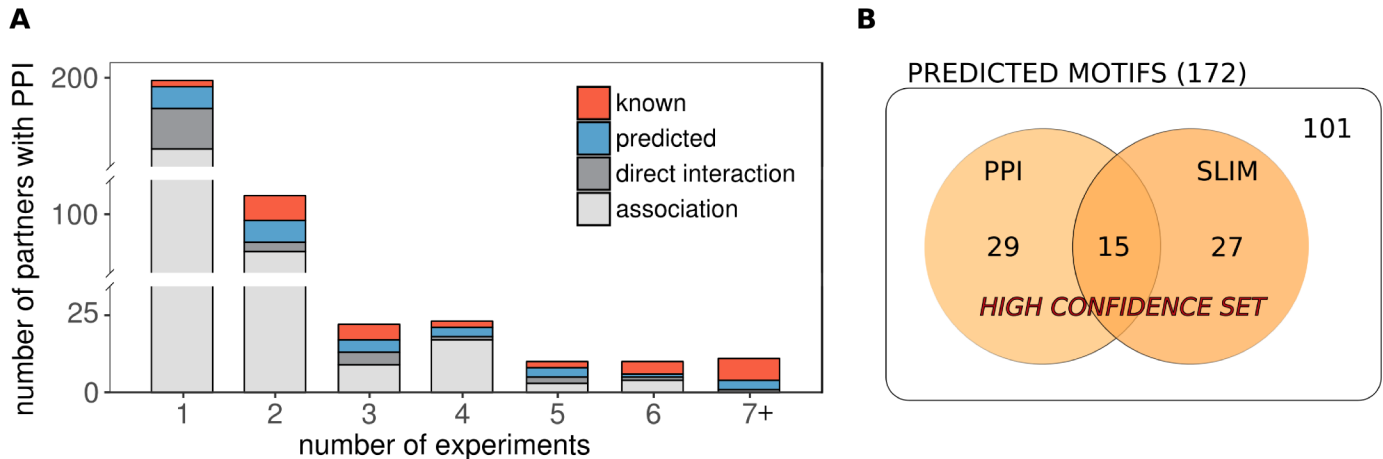 A
number of partners with PPI
200
100
25
0
known
predicted
direct interaction
association
1 2 3 4 5 6 7+
number of experiments
B
PREDICTED MOTIFS (172)
101
PPI SLIM
29 15 27
HIGH CONFIDENCE SET